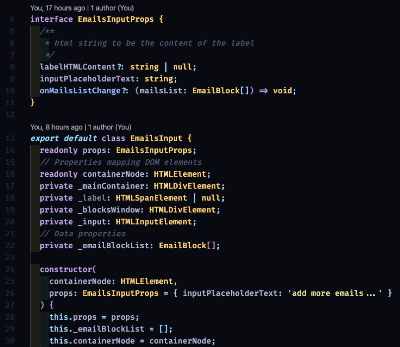 You, 17 hours ago | 1 author (You)
4 interface EmailsInputProps {
5 /**
6 * html string to be the content of the label
7 */
8 labelHTMLContent?: string | null;
9 inputPlaceholderText: string;
10 onMailsListChange?: (mailsList: EmailBlock[]) => void;
11 }
12
You, 8 hours ago | 1 author (You)
13 export default class EmailsInput {
14 readonly props: EmailsInputProps;
15 // Properties mapping DOM elements
16 readonly containerNode: HTMLElement;
17 private _mainContainer: HTMLDivElement;
18 private _label: HTMLSpanElement | null;
19 private _blocksWindow: HTMLDivElement;
20 private _input: HTMLInputElement;
21 // Data properties
22 private _emailBlockList: EmailBlock[];
23
24 constructor(
25 containerNode: HTMLElement,
26 props: EmailsInputProps = { inputPlaceholderText: 'add more emails...' }
27 ) {
28 this.props = props;
29 this._emailBlockList = [];
30 this.containerNode = containerNode;